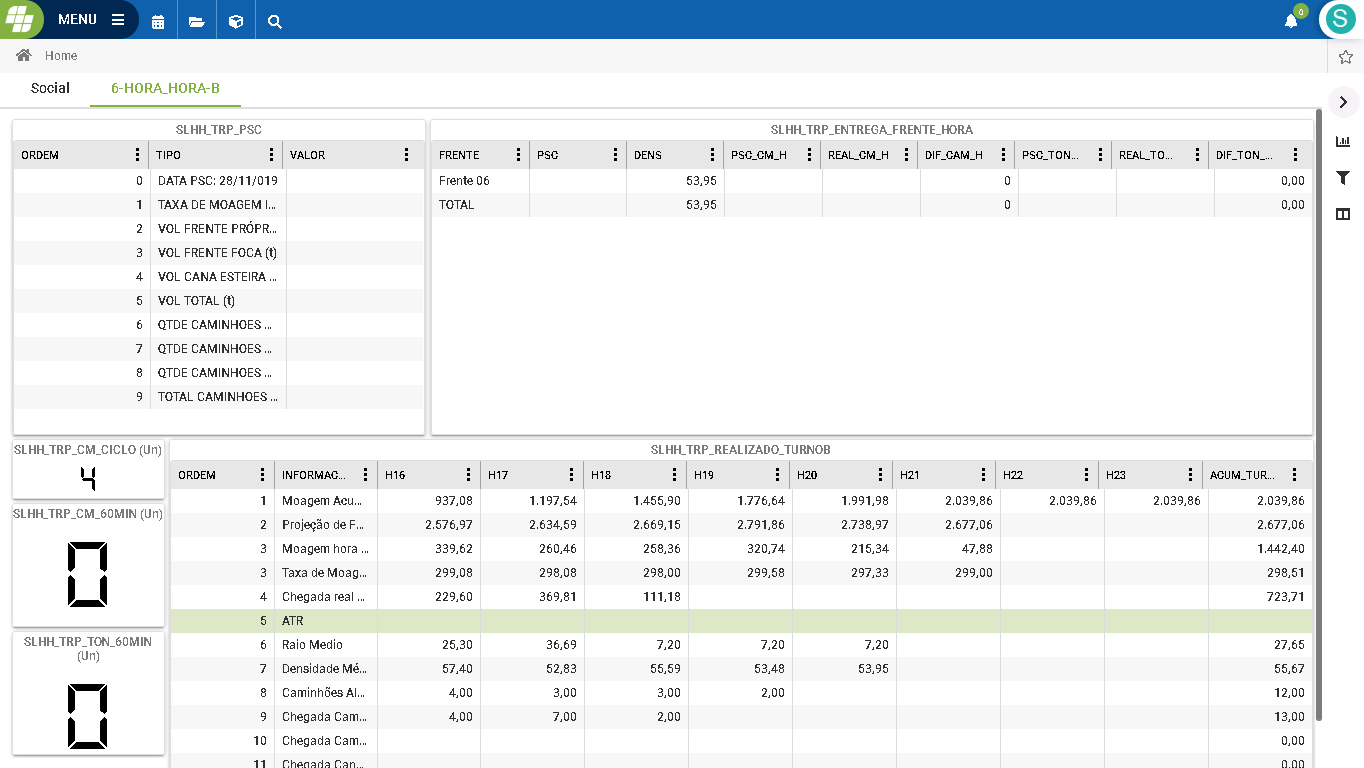 MENU
0
S
Home
Social 6-HORA_HORA-B
SLHH_TRP_PSC
ORDEM TIPO VALOR
0 DATA PSC: 28/11/019
1 TAXA DE MOAGEM I...
2 VOL FRENTE PRÓPR...
3 VOL FRENTE FOCA (t)
4 VOL CANA ESTEIRA ...
5 VOL TOTAL (t)
6 QTDE CAMINHOES ...
7 QTDE CAMINHOES ...
8 QTDE CAMINHOES ...
9 TOTAL CAMINHOES ...
SLHH_TRP_ENTREGA_FRENTE_HORA
FRENTE PSC DENS PSC_CM_H REAL_CM_H DIF_CAM_H PSC_TON... REAL_TO... DIF_TON_...
Frente 06 53,95 0 0,00
TOTAL 53,95 0 0,00
SLHH_TRP_CM_CICLO (Un)
4
SLHH_TRP_CM_60MIN (Un)
0
SLHH_TRP_TON_60MIN
(Un)
0
SLHH_TRP_REALIZADO_TURNOB
ORDEM INFORMAC... H16 H17 H18 H19 H20 H21 H22 H23 ACUM_TUR...
1 Moagem Acu... 937,08 1.197,54 1.455,90 1.776,64 1.991,98 2.039,86 2.039,86 2.039,86 2.039,86
2 Projeção de F... 2.576,97 2.634,59 2.669,15 2.791,86 2.738,97 2.677,06 2.677,06
3 Moagem hora ... 339,62 260,46 258,36 320,74 215,34 47,88 1.442,40
3 Taxa de Moag... 299,08 298,08 298,00 299,58 297,33 299,00 298,51
4 Chegada real ... 229,60 369,81 111,18 723,71
5 ATR
6 Raio Medio 25,30 36,69 7,20 7,20 7,20 27,65
7 Densidade Mé... 57,40 52,83 55,59 53,48 53,95 55,67
8 Caminhões Al... 4,00 3,00 3,00 2,00 12,00
9 Chegada Cam... 4,00 7,00 2,00 13,00
10 Chegada Cam... 0,00
11 Chegada Can... 0,00